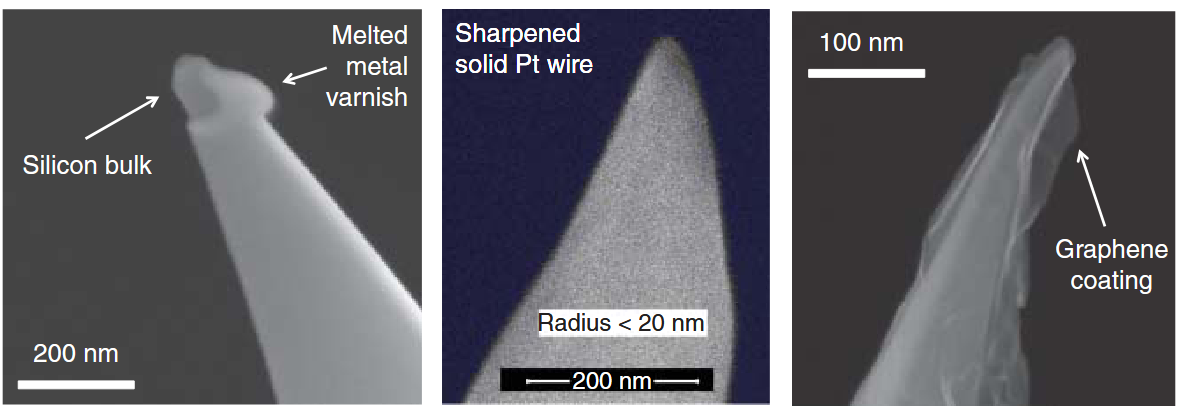 Melted
metal
varnish
Silicon bulk
200 nm
Sharpened
solid Pt wire
Radius < 20 nm
200 nm
100 nm
Graphene
coating